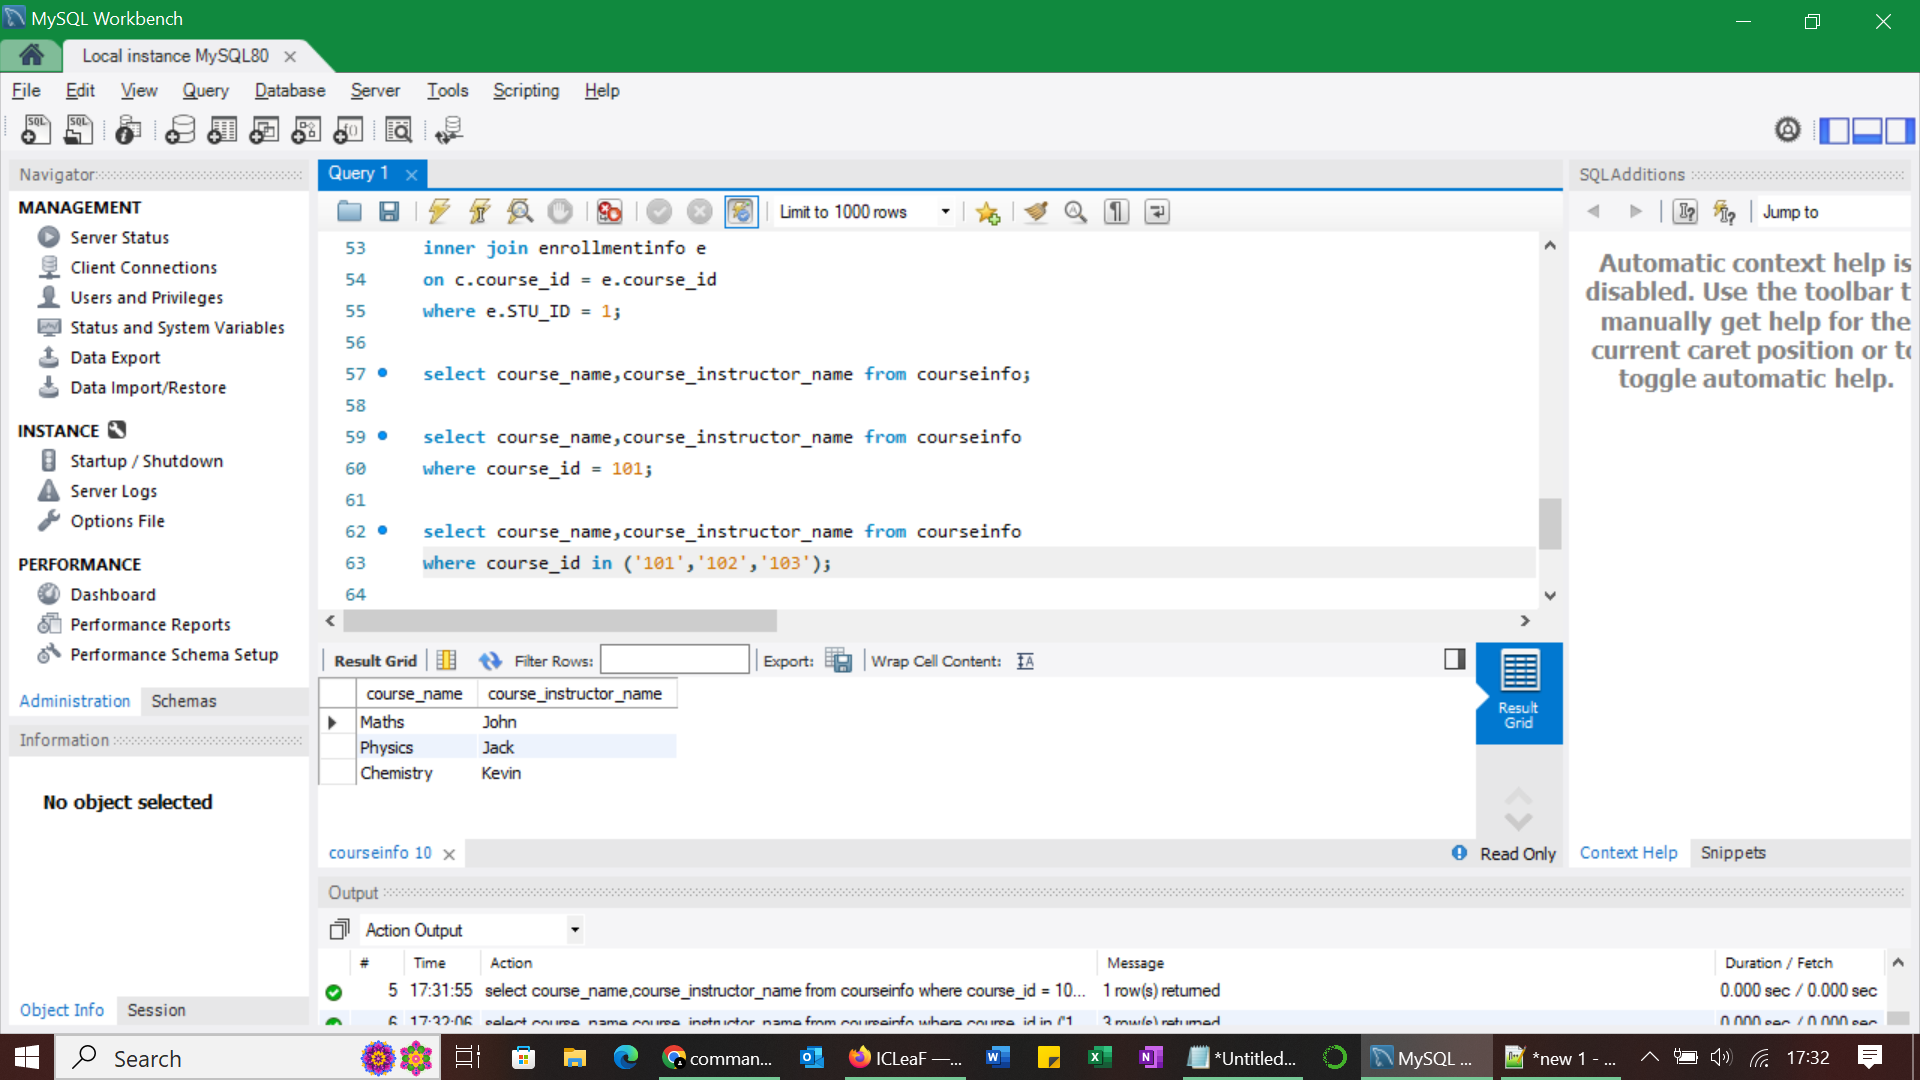 MySQL Workbench
Local instance MySQL80
File Edit View Query Database Server Tools Scripting Help
Navigator
MANAGEMENT
Server Status
Client Connections
Users and Privileges
Status and System Variables
Data Export
Data Import/Restore
INSTANCE
Startup / Shutdown
Server Logs
Options File
PERFORMANCE
Dashboard
Performance Reports
Performance Schema Setup
Administration Schemas
Information
No object selected
Object Info Session
Query 1
Limit to 1000 rows
53 inner join enrollmentinfo e
54 on c.course_id = e.course_id
55 where e.STU_ID = 1;
56
57 select course_name,course_instructor_name from courseinfo;
58
59 select course_name,course_instructor_name from courseinfo
60 where course_id = 101;
61
62 select course_name,course_instructor_name from courseinfo
63 where course_id in ('101','102','103');
64
Result Grid Filter Rows: Export: Wrap Cell Content:
course_name course_instructor_name
Maths John
Physics Jack
Chemistry Kevin
Result
Grid
courseinfo 10
Read Only
SQLAdditions
Jump to
Automatic context help is
disabled. Use the toolbar t
manually get help for the
current caret position or to
toggle automatic help.
Context Help Snippets
Output
Action Output
# Time Action Message Duration / Fetch
5 17:31:55 select course_name,course_instructor_name from courseinfo where course_id = 10... 1 row(s) returned 0.000 sec / 0.000 sec
6 17:32:06 select course_name,course_instructor_name from courseinfo where course_id in ('1... 3 row(s) returned 0.000 sec / 0.000 sec
Search comman... ICLeaF —... *Untitled... MySQL ... *new 1 - ... 17:32